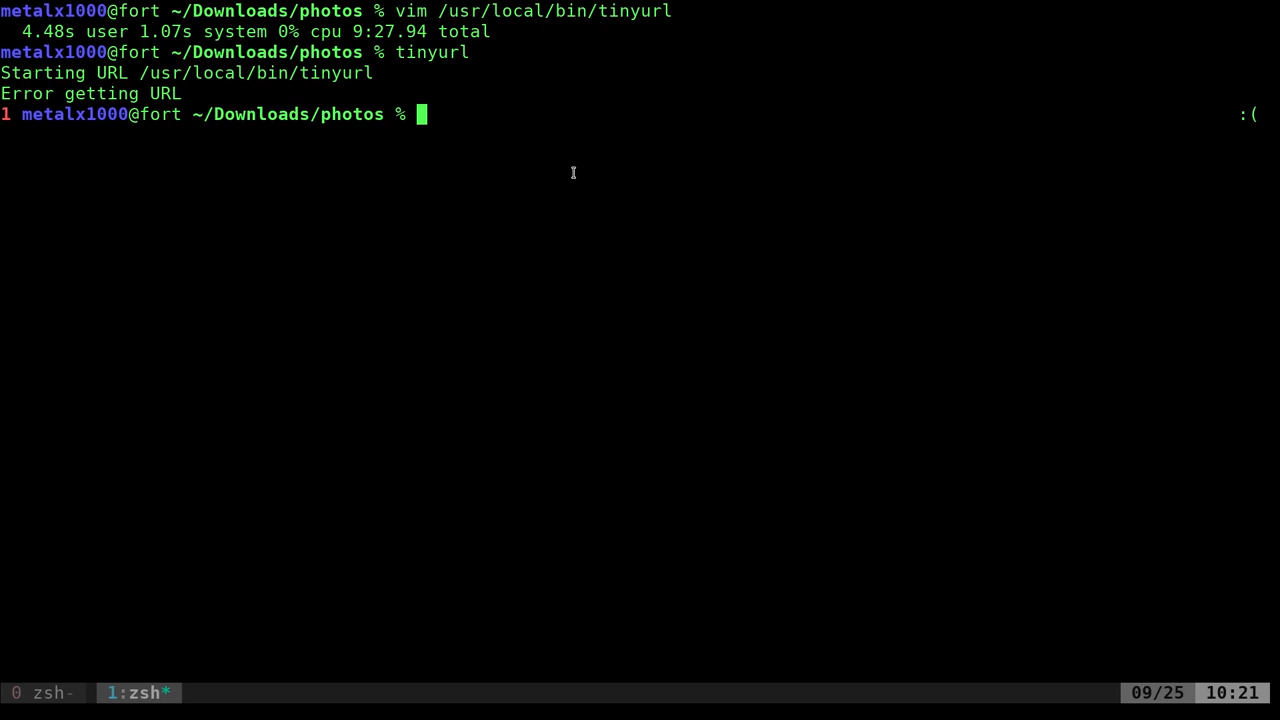 metalx1000@fort ~/Downloads/photos % vim /usr/local/bin/tinyurl
4.48s user 1.07s system 0% cpu 9:27.94 total
metalx1000@fort ~/Downloads/photos % tinyurl
Starting URL /usr/local/bin/tinyurl
Error getting URL
1 metalx1000@fort ~/Downloads/photos % :(
0 zsh- 1:zsh* 09/25 10:21